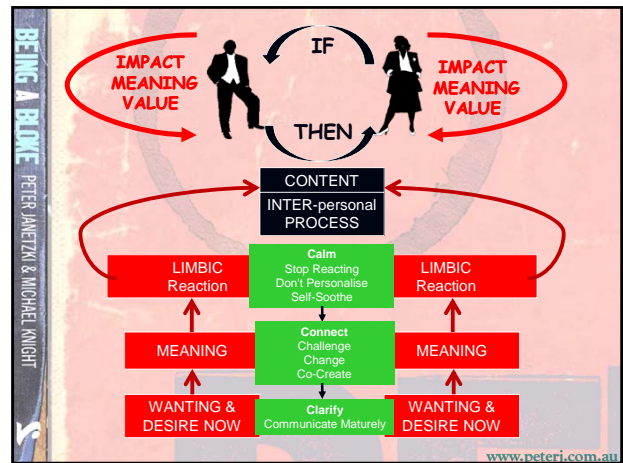 BEING A BLOKE
PETER JANETZKI & MICHAEL KNIGHT
IF
IMPACT
MEANING
VALUE
IMPACT
MEANING
VALUE
THEN
CONTENT
INTER-personal
PROCESS
LIMBIC
Reaction
Calm
Stop Reacting
Don't Personalise
Self-Soothe
LIMBIC
Reaction
MEANING
Connect
Challenge
Change
Co-Create
MEANING
WANTING &
DESIRE NOW
Clarify
Communicate Maturely
WANTING &
DESIRE NOW
www.peterj.com.au